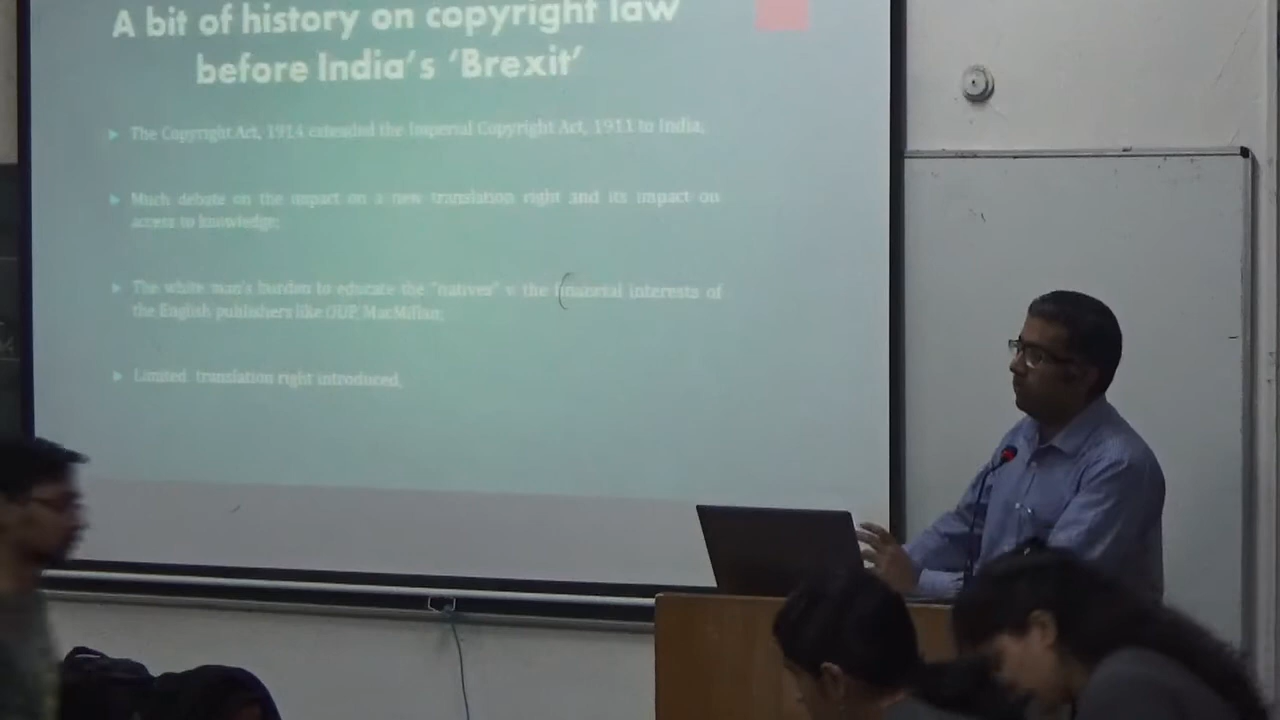 A bit of history on copyright law
before India's 'Brexit'
The Copyright Act, 1914 extended the Imperial Copyright Act, 1911 to India;
Much debate on the impact on a new translation right and its impact on
access to knowledge;
The white man's burden to educate the "natives" v the financial interests of
the English publishers like OUP, MacMillan;
Limited translation right introduced.